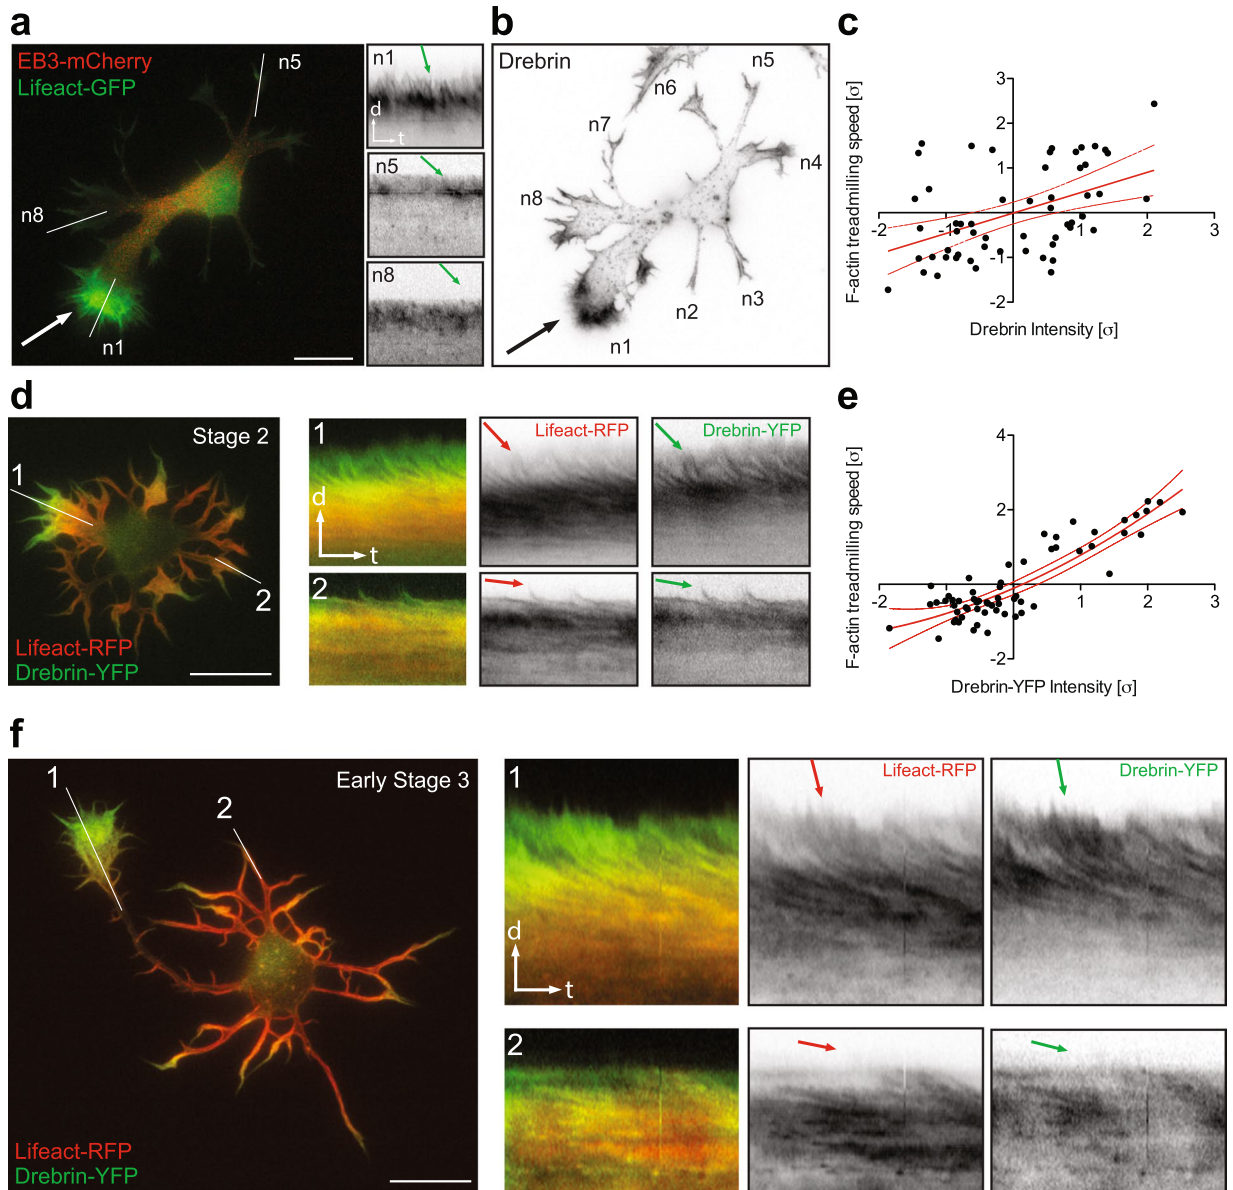 a
EB3-mCherry
Lifeact-GFP
n5
n8
n1
n1
d
t
n5
n8
b
Drebrin
n5
n6
n7
n4
n8
n2
n3
n1
c
F-actin treadmilling speed [σ]
3
2
1
-2
-1
1
2
3
-1
-2
Drebrin Intensity [σ]
d
Stage 2
1
2
Lifeact-RFP
Drebrin-YFP
1
d
t
Lifeact-RFP
Drebrin-YFP
2
e
F-actin treadmilling speed [σ]
4
2
-2
-1
1
2
3
-2
Drebrin-YFP Intensity [σ]
f
1
Early Stage 3
2
Lifeact-RFP
Drebrin-YFP
1
d
t
Lifeact-RFP
Drebrin-YFP
2